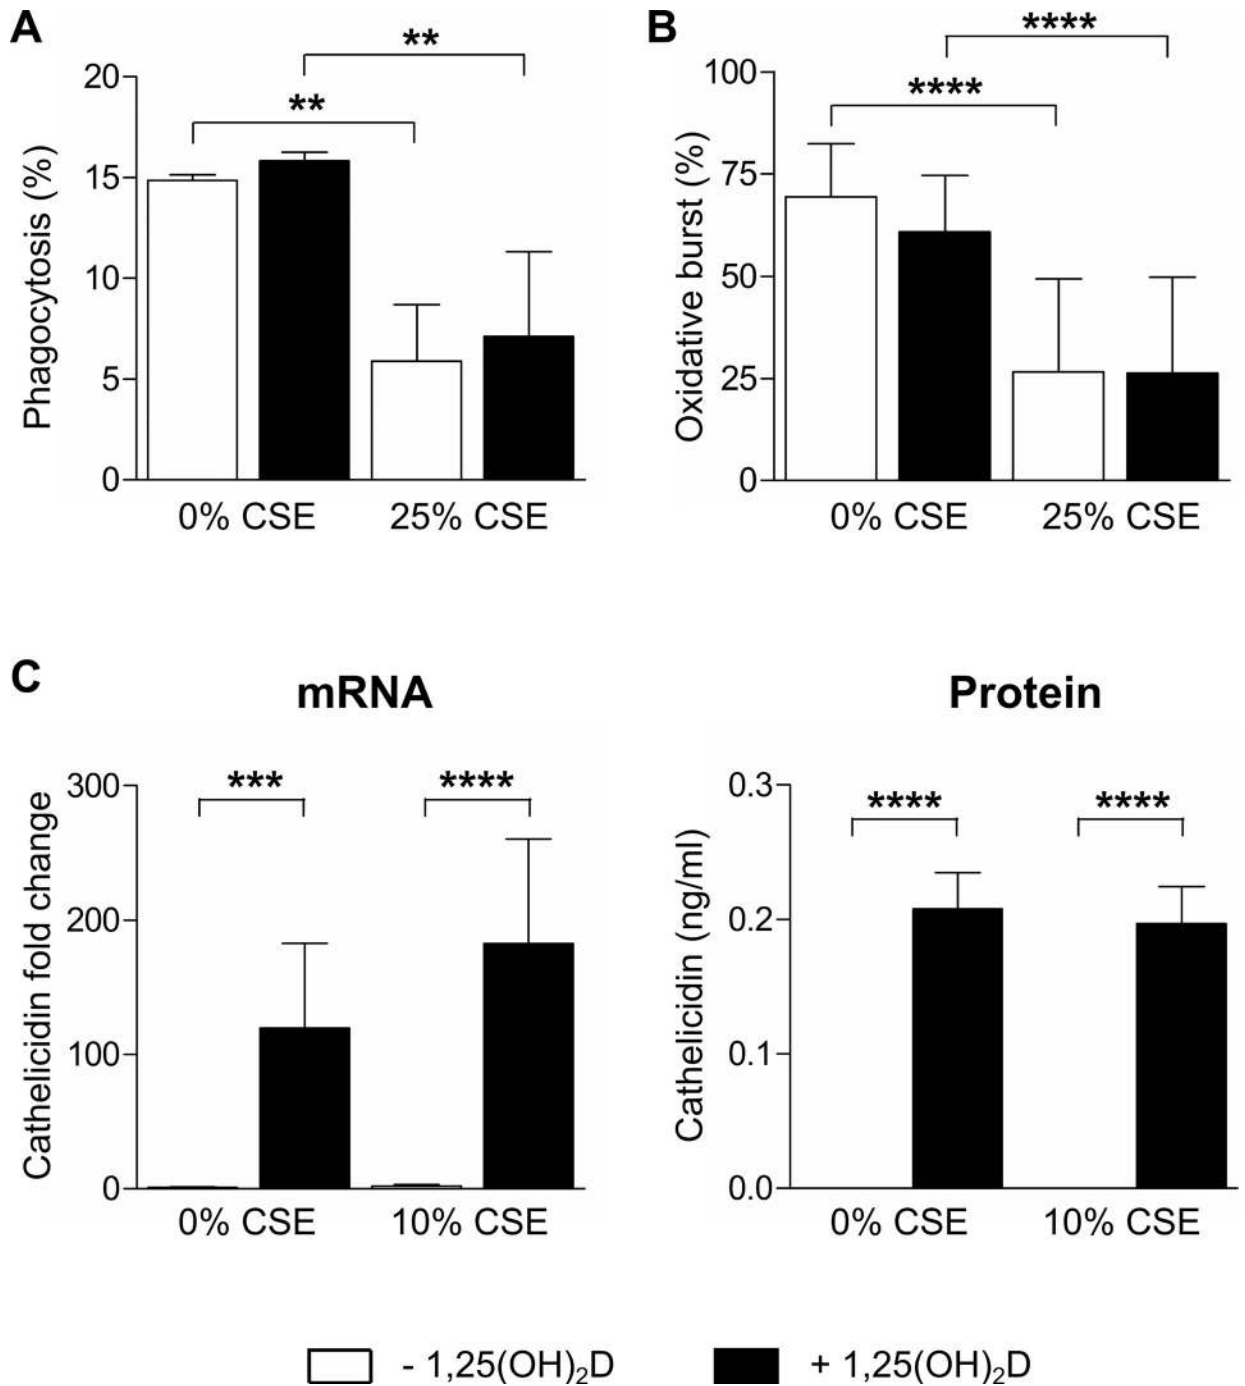 A
**
**
20
15
10
5
0
Phagocytosis (%)
0% CSE 25% CSE
B
****
****
100
75
50
25
0
Oxidative burst (%)
0% CSE 25% CSE
C
mRNA
***
****
300
200
100
0
Cathelicidin fold change
0% CSE 10% CSE
Protein
****
****
0.3
0.2
0.1
0.0
Cathelicidin (ng/ml)
0% CSE 10% CSE
- 1,25(OH)₂D + 1,25(OH)₂D